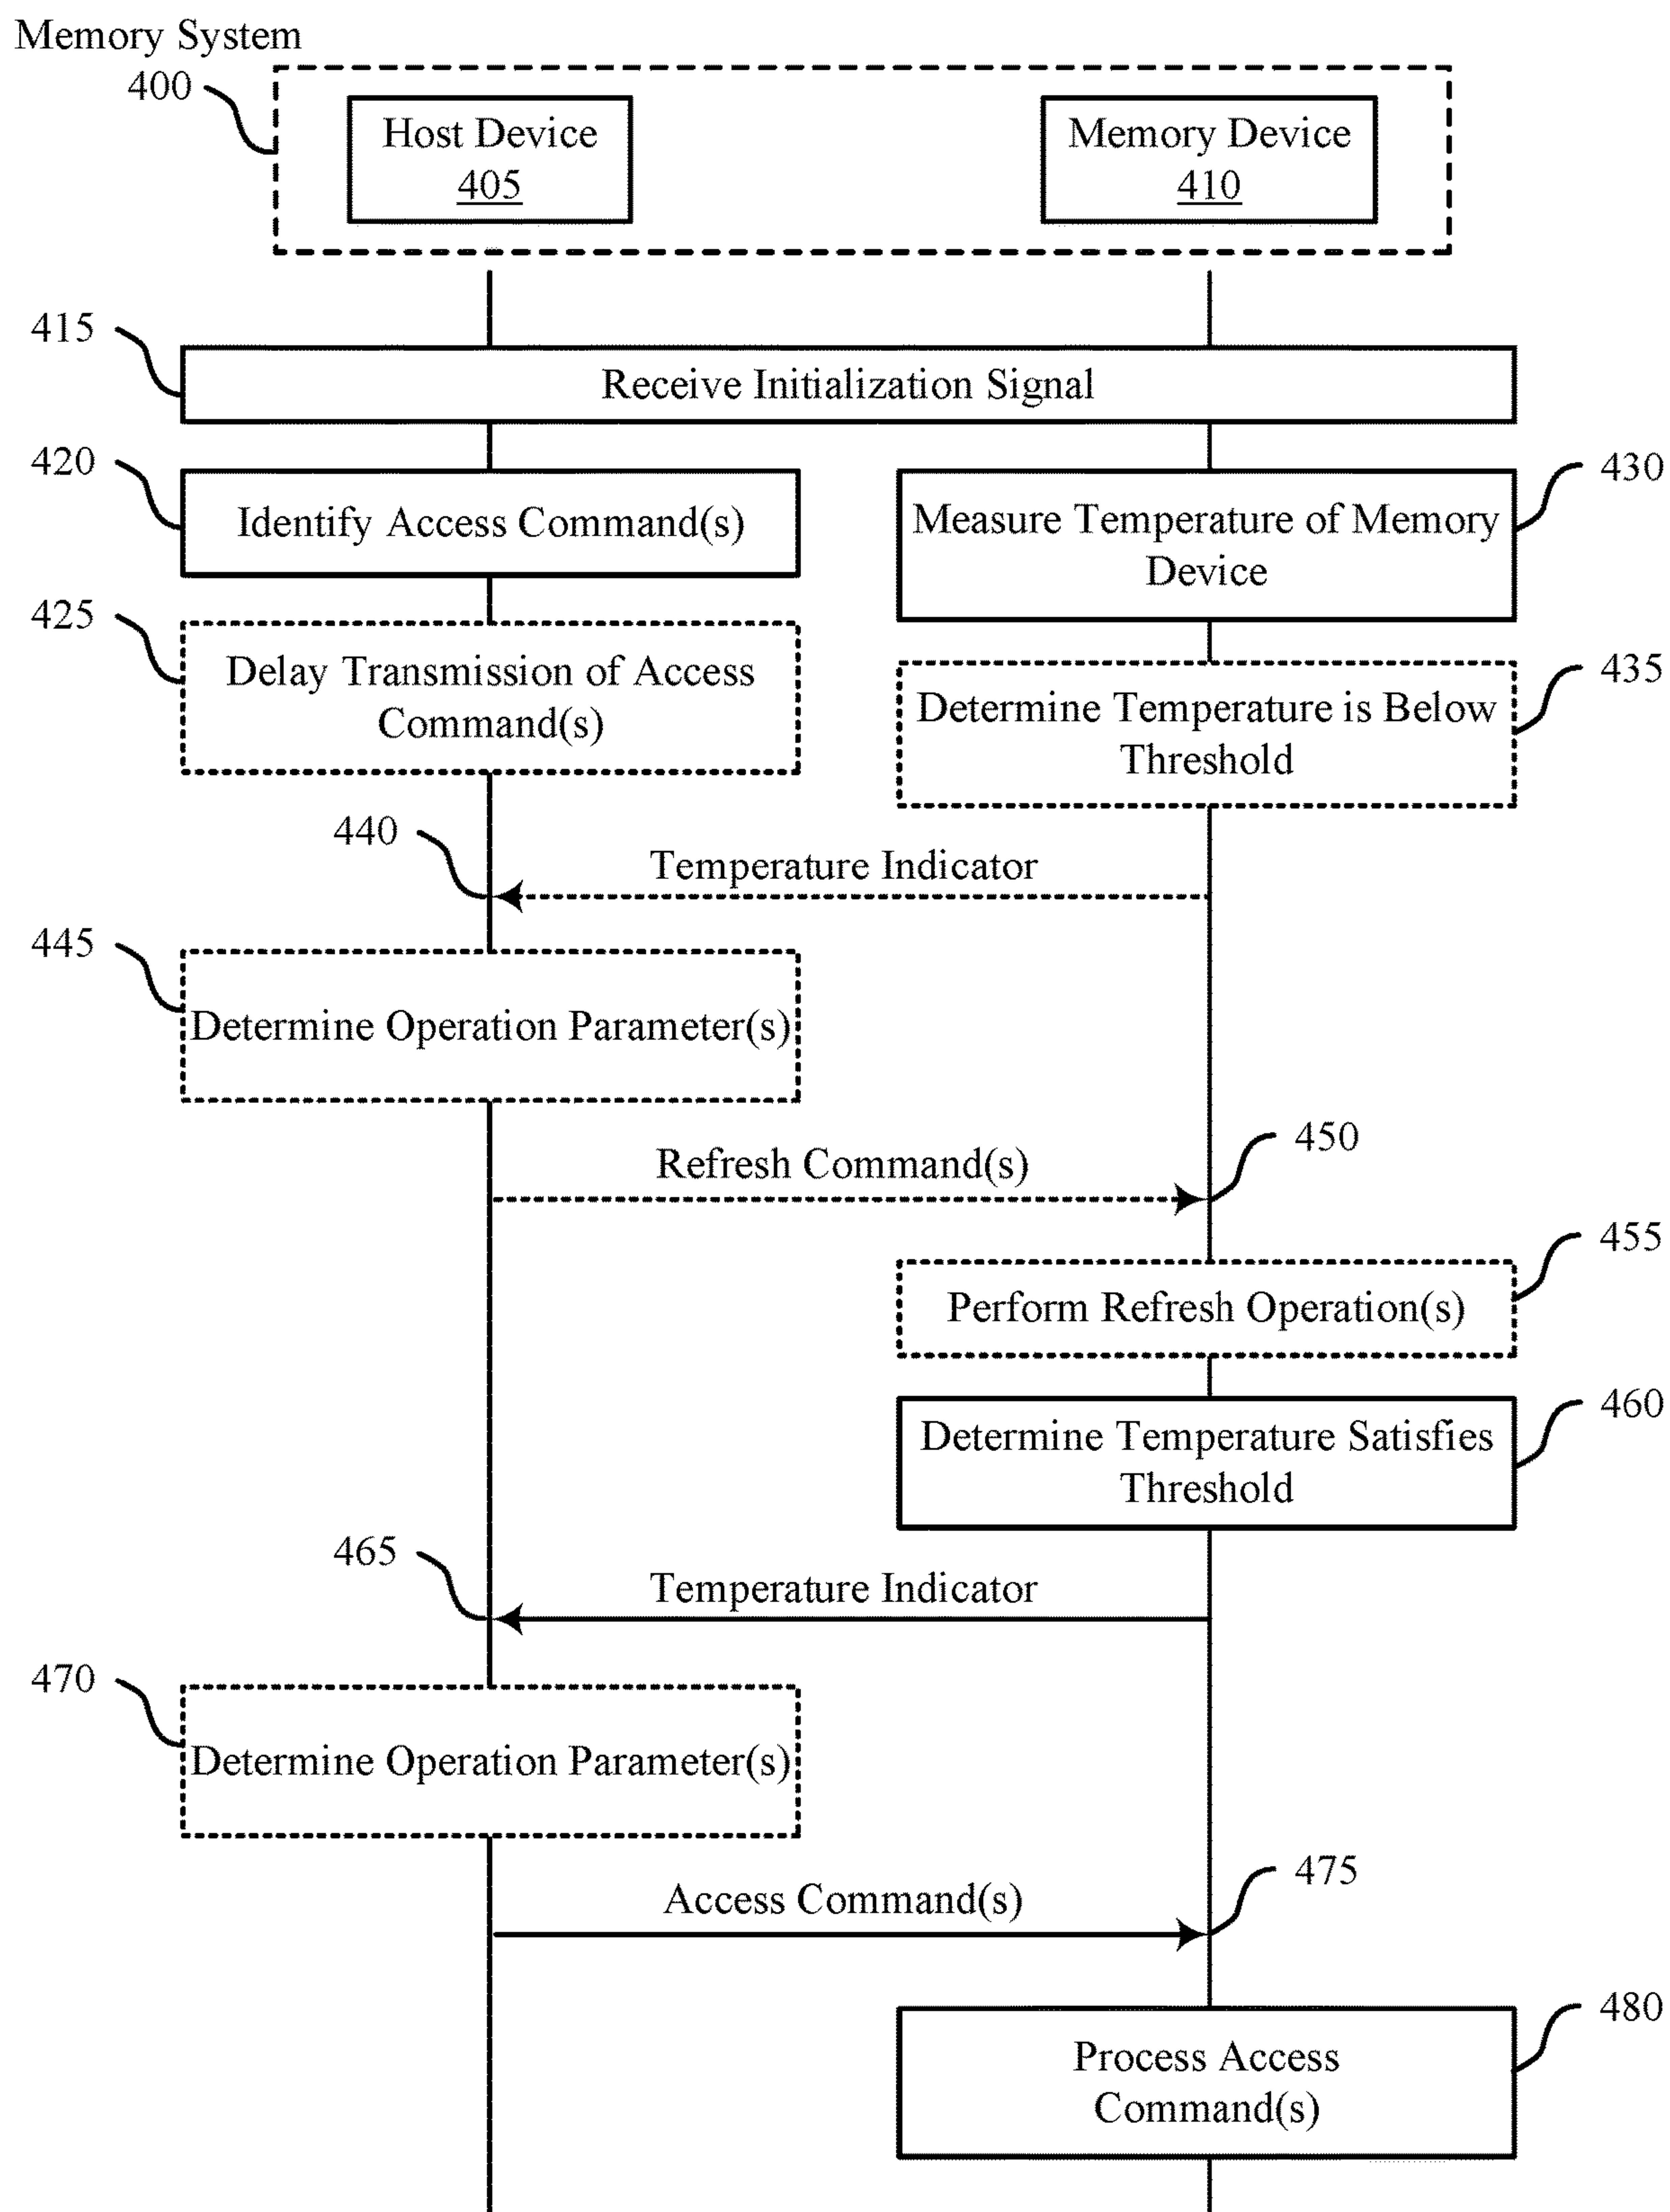 Memory System
400
Host Device
405
Memory Device
410
415
Receive Initialization Signal
420
Identify Access Command(s)
430
Measure Temperature of Memory
Device
425
Delay Transmission of Access
Command(s)
435
Determine Temperature is Below
Threshold
440
Temperature Indicator
445
Determine Operation Parameter(s)
450
Refresh Command(s)
455
Perform Refresh Operation(s)
460
Determine Temperature Satisfies
Threshold
465
Temperature Indicator
470
Determine Operation Parameter(s)
475
Access Command(s)
480
Process Access
Command(s)